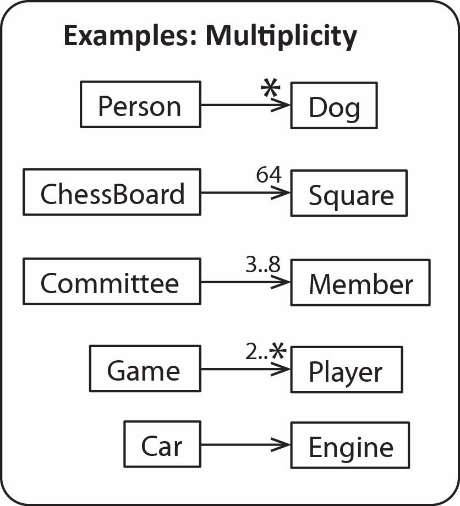 Examples: Multiplicity
Person * Dog
ChessBoard 64 Square
Committee 3..8 Member
Game 2..* Player
Car Engine